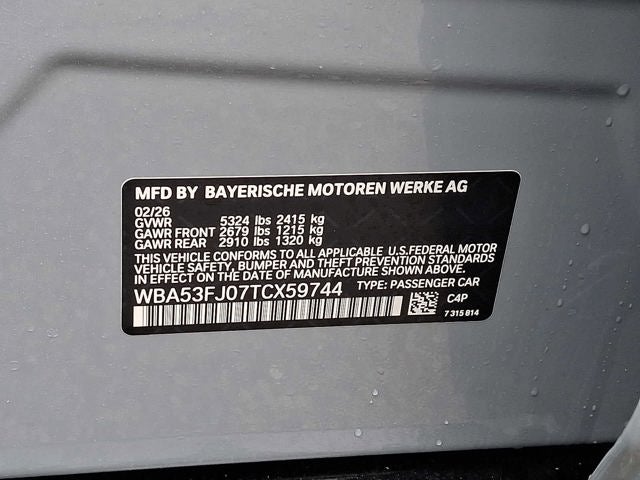 MFD BY BAYERISCHE MOTOREN WERKE AG
02/26
GVWR 5324 lbs 2415 kg
GAWR FRONT 2679 lbs 1215 kg
GAWR REAR 2910 lbs 1320 kg
THIS VEHICLE CONFORMS TO ALL APPLICABLE U.S.FEDERAL MOTOR
VEHICLE SAFETY, BUMPER AND THEFT PREVENTION STANDARDS
IN EFFECT ON THE DATE OF MANUFACTURE SHOWN ABOVE.
WBA53FJ07TCX59744 TYPE: PASSENGER CAR
C4P
7 315 814